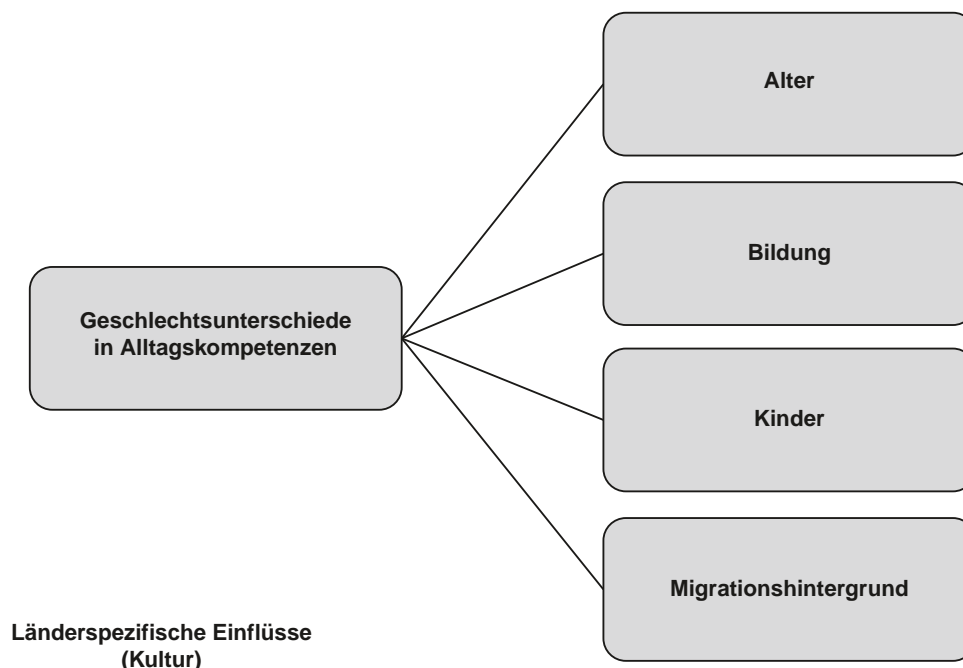 Alter
Bildung
Geschlechtsunterschiede
in Alltagskompetenzen
Kinder
Migrationshintergrund
Länderspezifische Einflüsse
(Kultur)